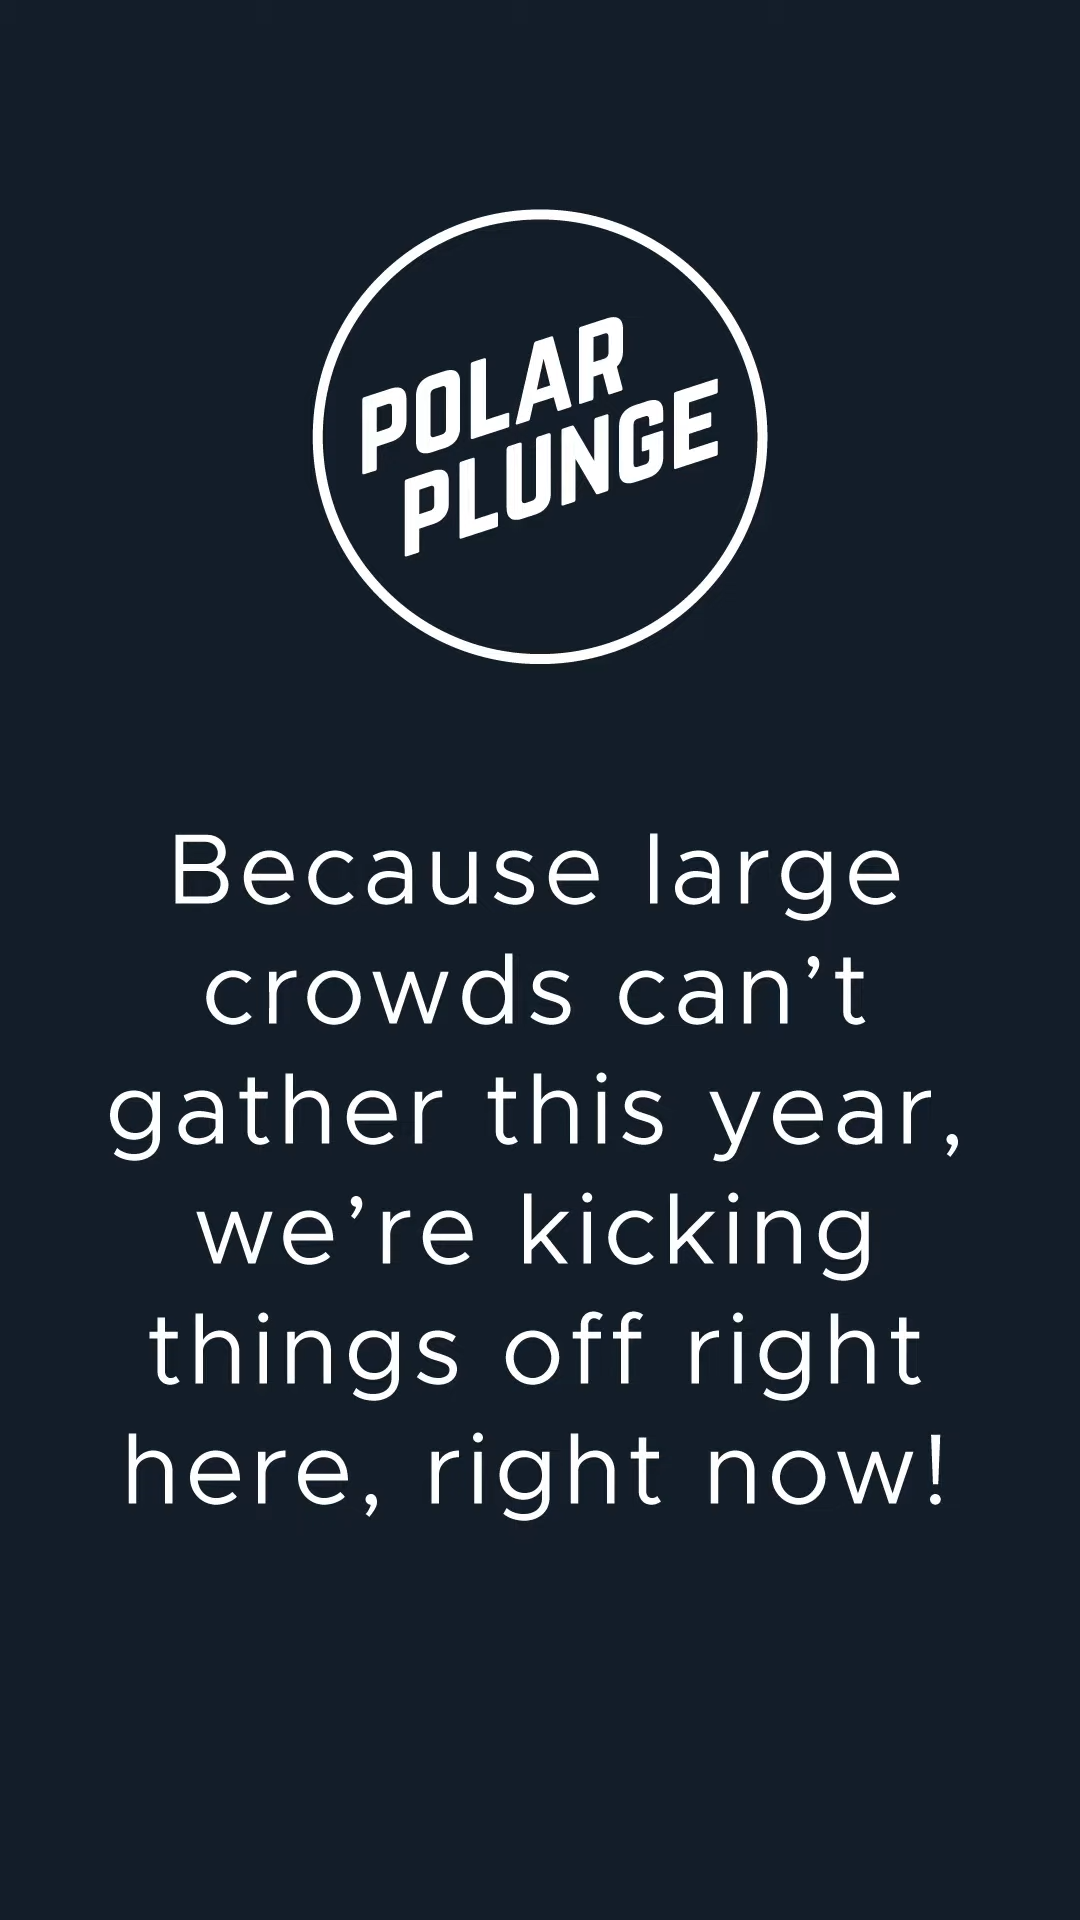 POLAR
PLUNGE
Because large
crowds can’t
gather this year,
we’re kicking
things off right
here, right now!